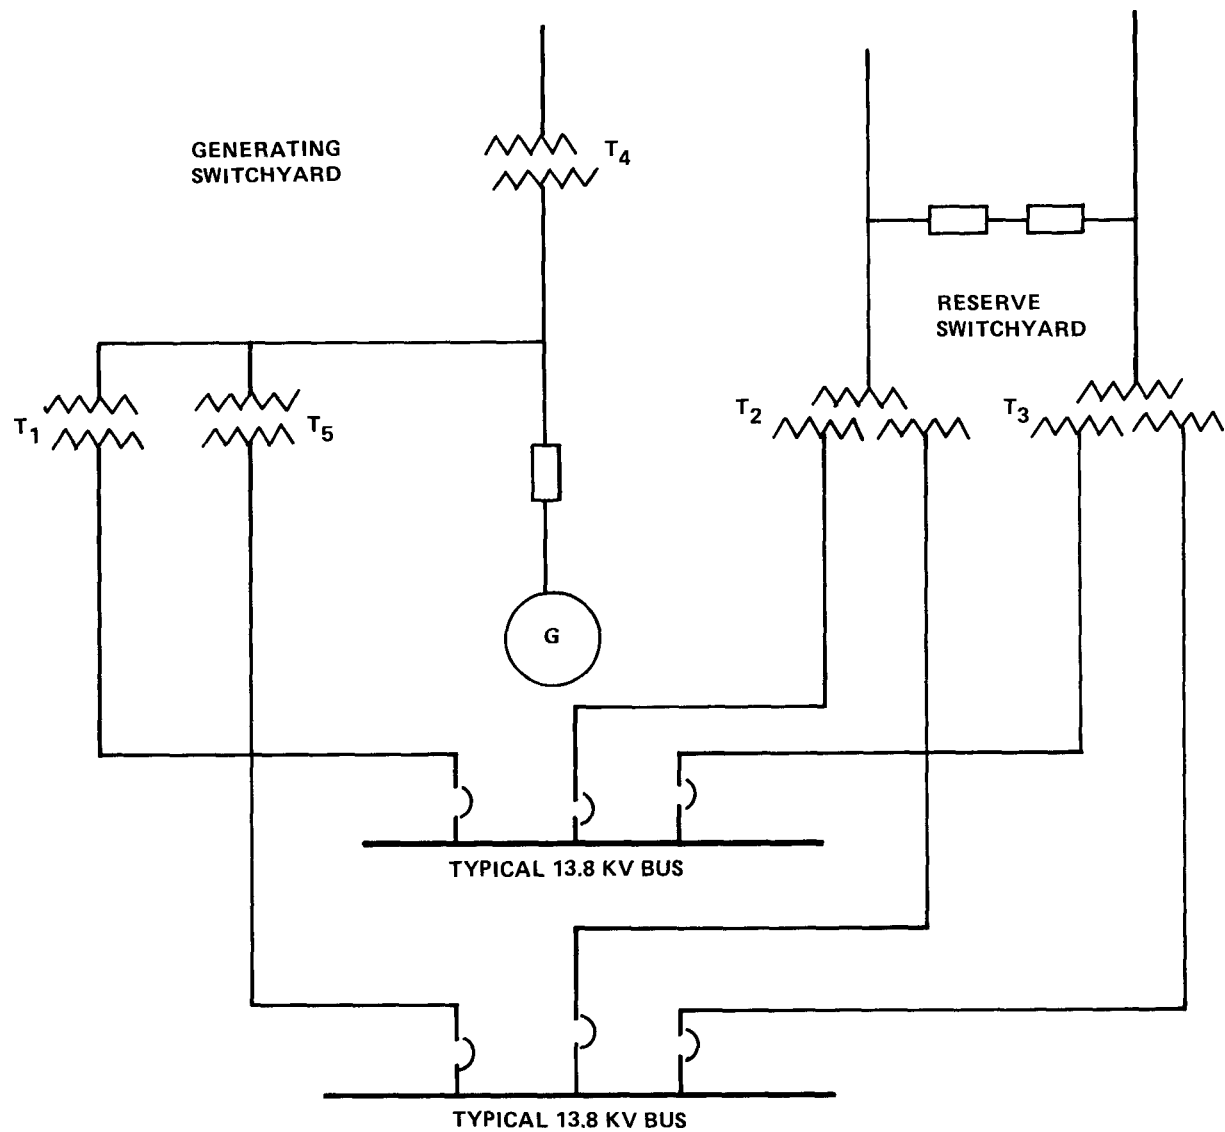 GENERATING
SWITCHYARD
T4
RESERVE
SWITCHYARD
T1
T5
T2
T3
G
TYPICAL 13.8 KV BUS
TYPICAL 13.8 KV BUS